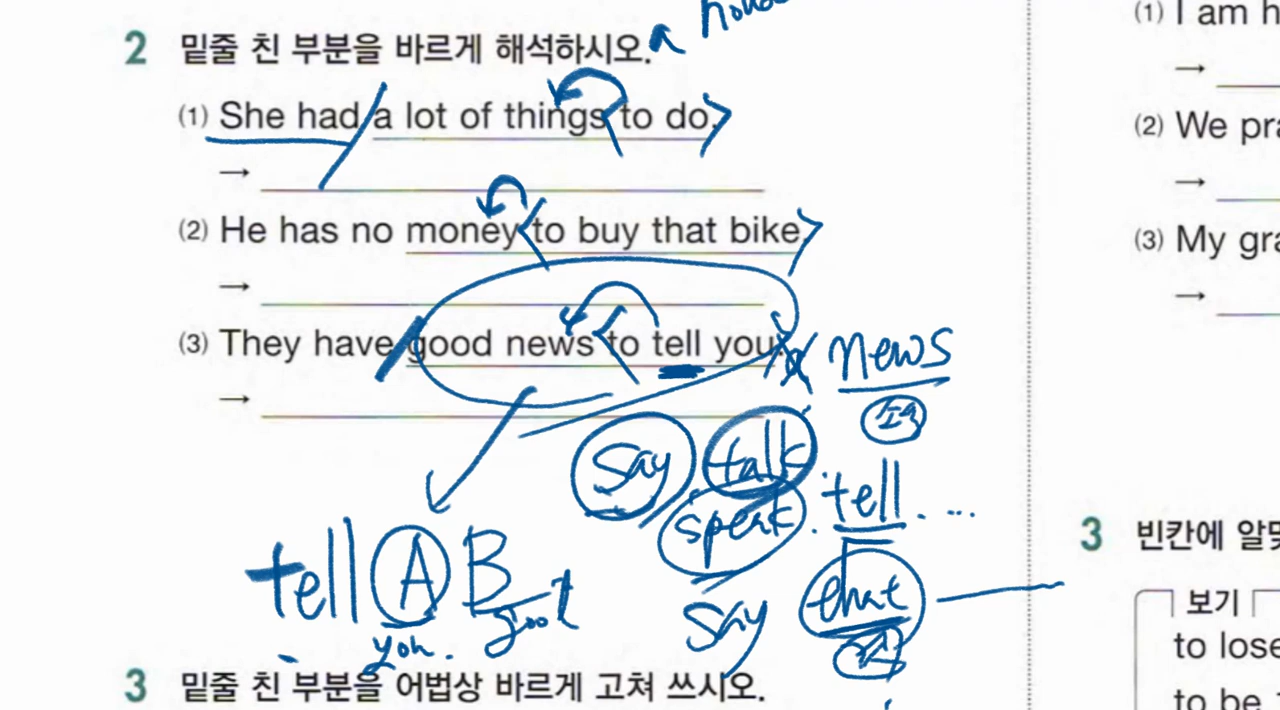 2 밑줄 친 부분을 바르게 해석하시오.
(1) She had a lot of things to do.
→
(2) He has no money to buy that bike.
→
(3) They have good news to tell you.
→
news
say talk
speak. tell. ...
tell A B
you. good
say that
3 밑줄 친 부분을 어법상 바르게 고쳐 쓰시오.
(1) I am h
→
(2) We pra
→
(3) My gra
→
3 빈칸에 알맞
보기
to lose
to be